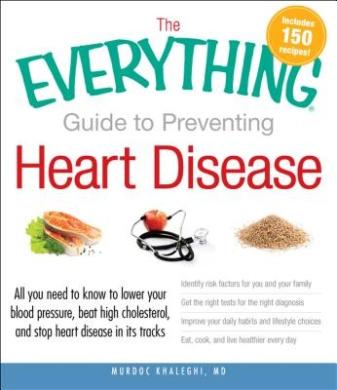 The
EVERYTHING®
Guide to Preventing
Heart Disease
Includes
150
recipes!
All you need to know to lower your
blood pressure, beat high cholesterol,
and stop heart disease in its tracks
Identify risk factors for you and your family
Get the right tests for the right diagnosis
Improve your daily habits and lifestyle choices
Eat, cook, and live healthier every day
MURDOC KHALEGHI, MD